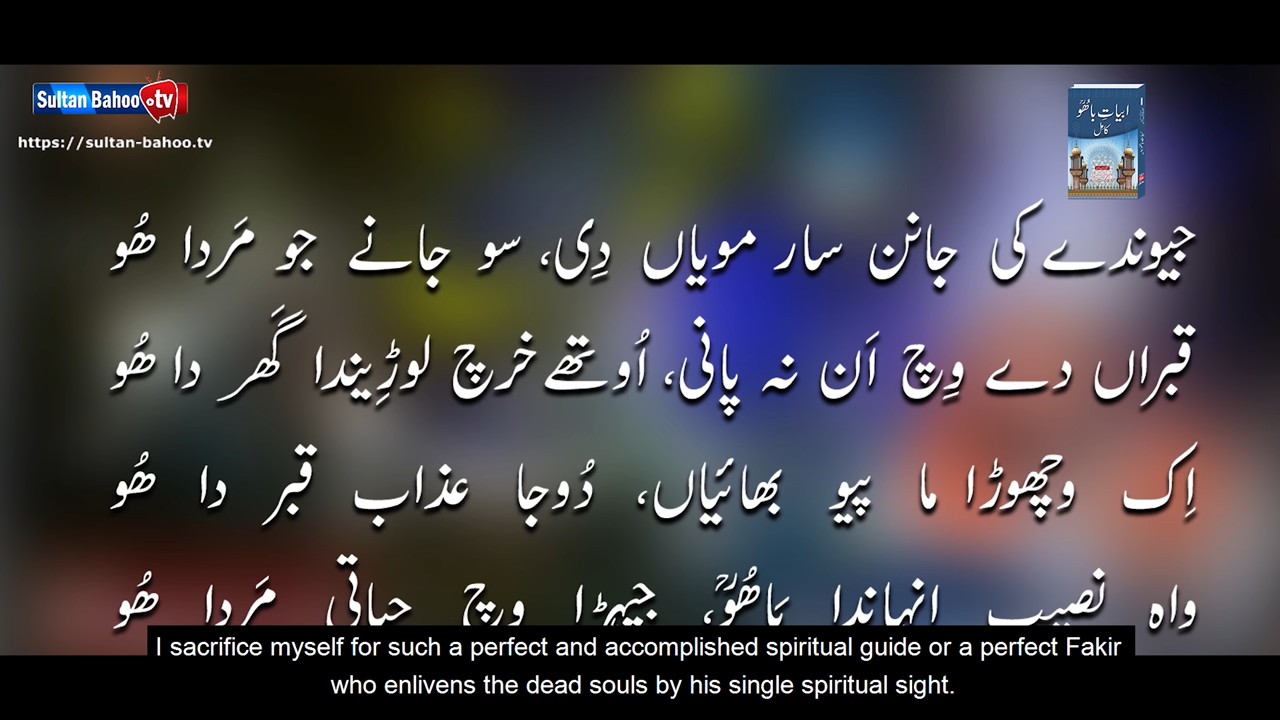 Sultan Bahoo.tv
https://sultan-bahoo.tv
ابیاتِ باھُوؒ
کامل
جیوندے کی جانن سار مویاں دِی، سو جانے جو مَردا ھُو
قبراں دے وِچ اَن نہ پانی، اُوتھے خرچ لوڑِیندا گَھر دا ھُو
اِک وچھوڑا ما پیو بھائیاں، دُوجا عذاب قبر دا ھُو
واہ نصیب انہاندا بَاھُوؒ، جیہڑا وِچ حیاتی مَردا ھُو
I sacrifice myself for such a perfect and accomplished spiritual guide or a perfect Fakir
who enlivens the dead souls by his single spiritual sight.